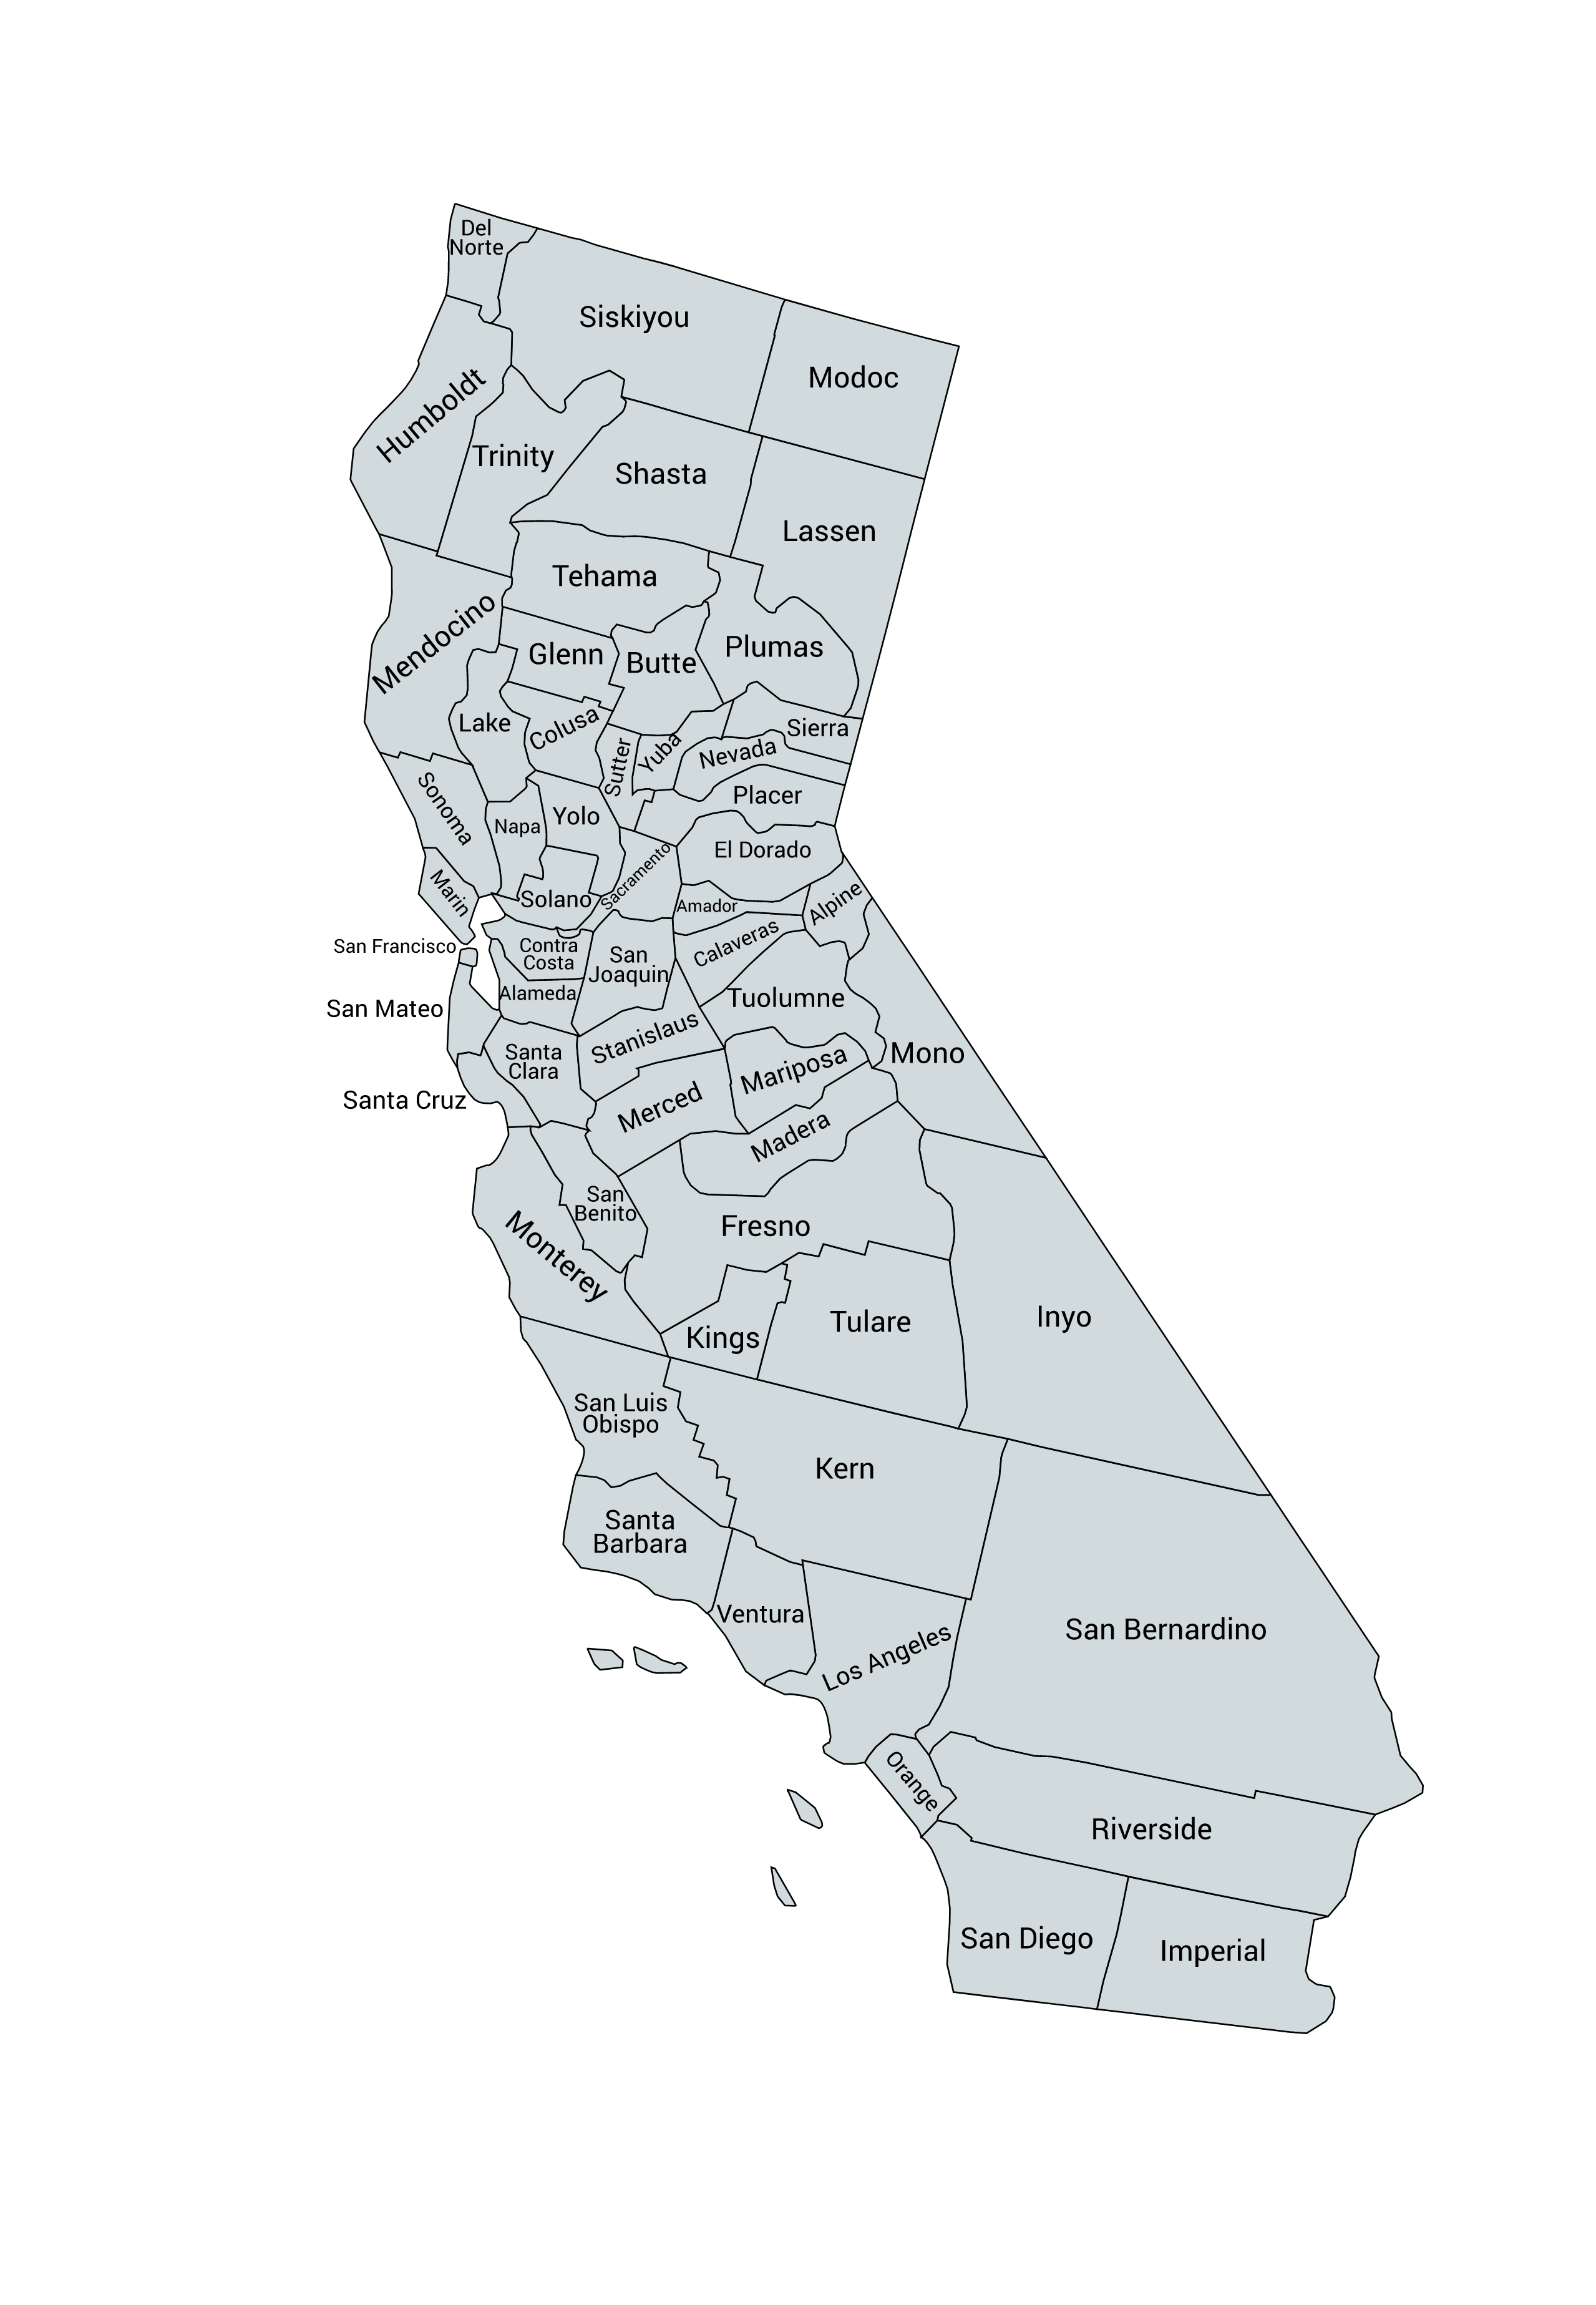 Del
Norte
Siskiyou
Modoc
Humboldt
Trinity
Shasta
Lassen
Tehama
Mendocino
Glenn
Butte
Plumas
Lake
Colusa
Sutter
Yuba
Nevada
Sierra
Sonoma
Napa
Yolo
Placer
El Dorado
Marin
Solano
Sacramento
Amador
Alpine
San Francisco
Contra
Costa
San
Joaquin
Calaveras
San Mateo
Alameda
Tuolumne
Stanislaus
Mono
Santa
Clara
Mariposa
Santa Cruz
Merced
Madera
San
Benito
Monterey
Fresno
Kings
Tulare
Inyo
San Luis
Obispo
Kern
Santa
Barbara
Ventura
Los Angeles
San Bernardino
Orange
Riverside
San Diego
Imperial